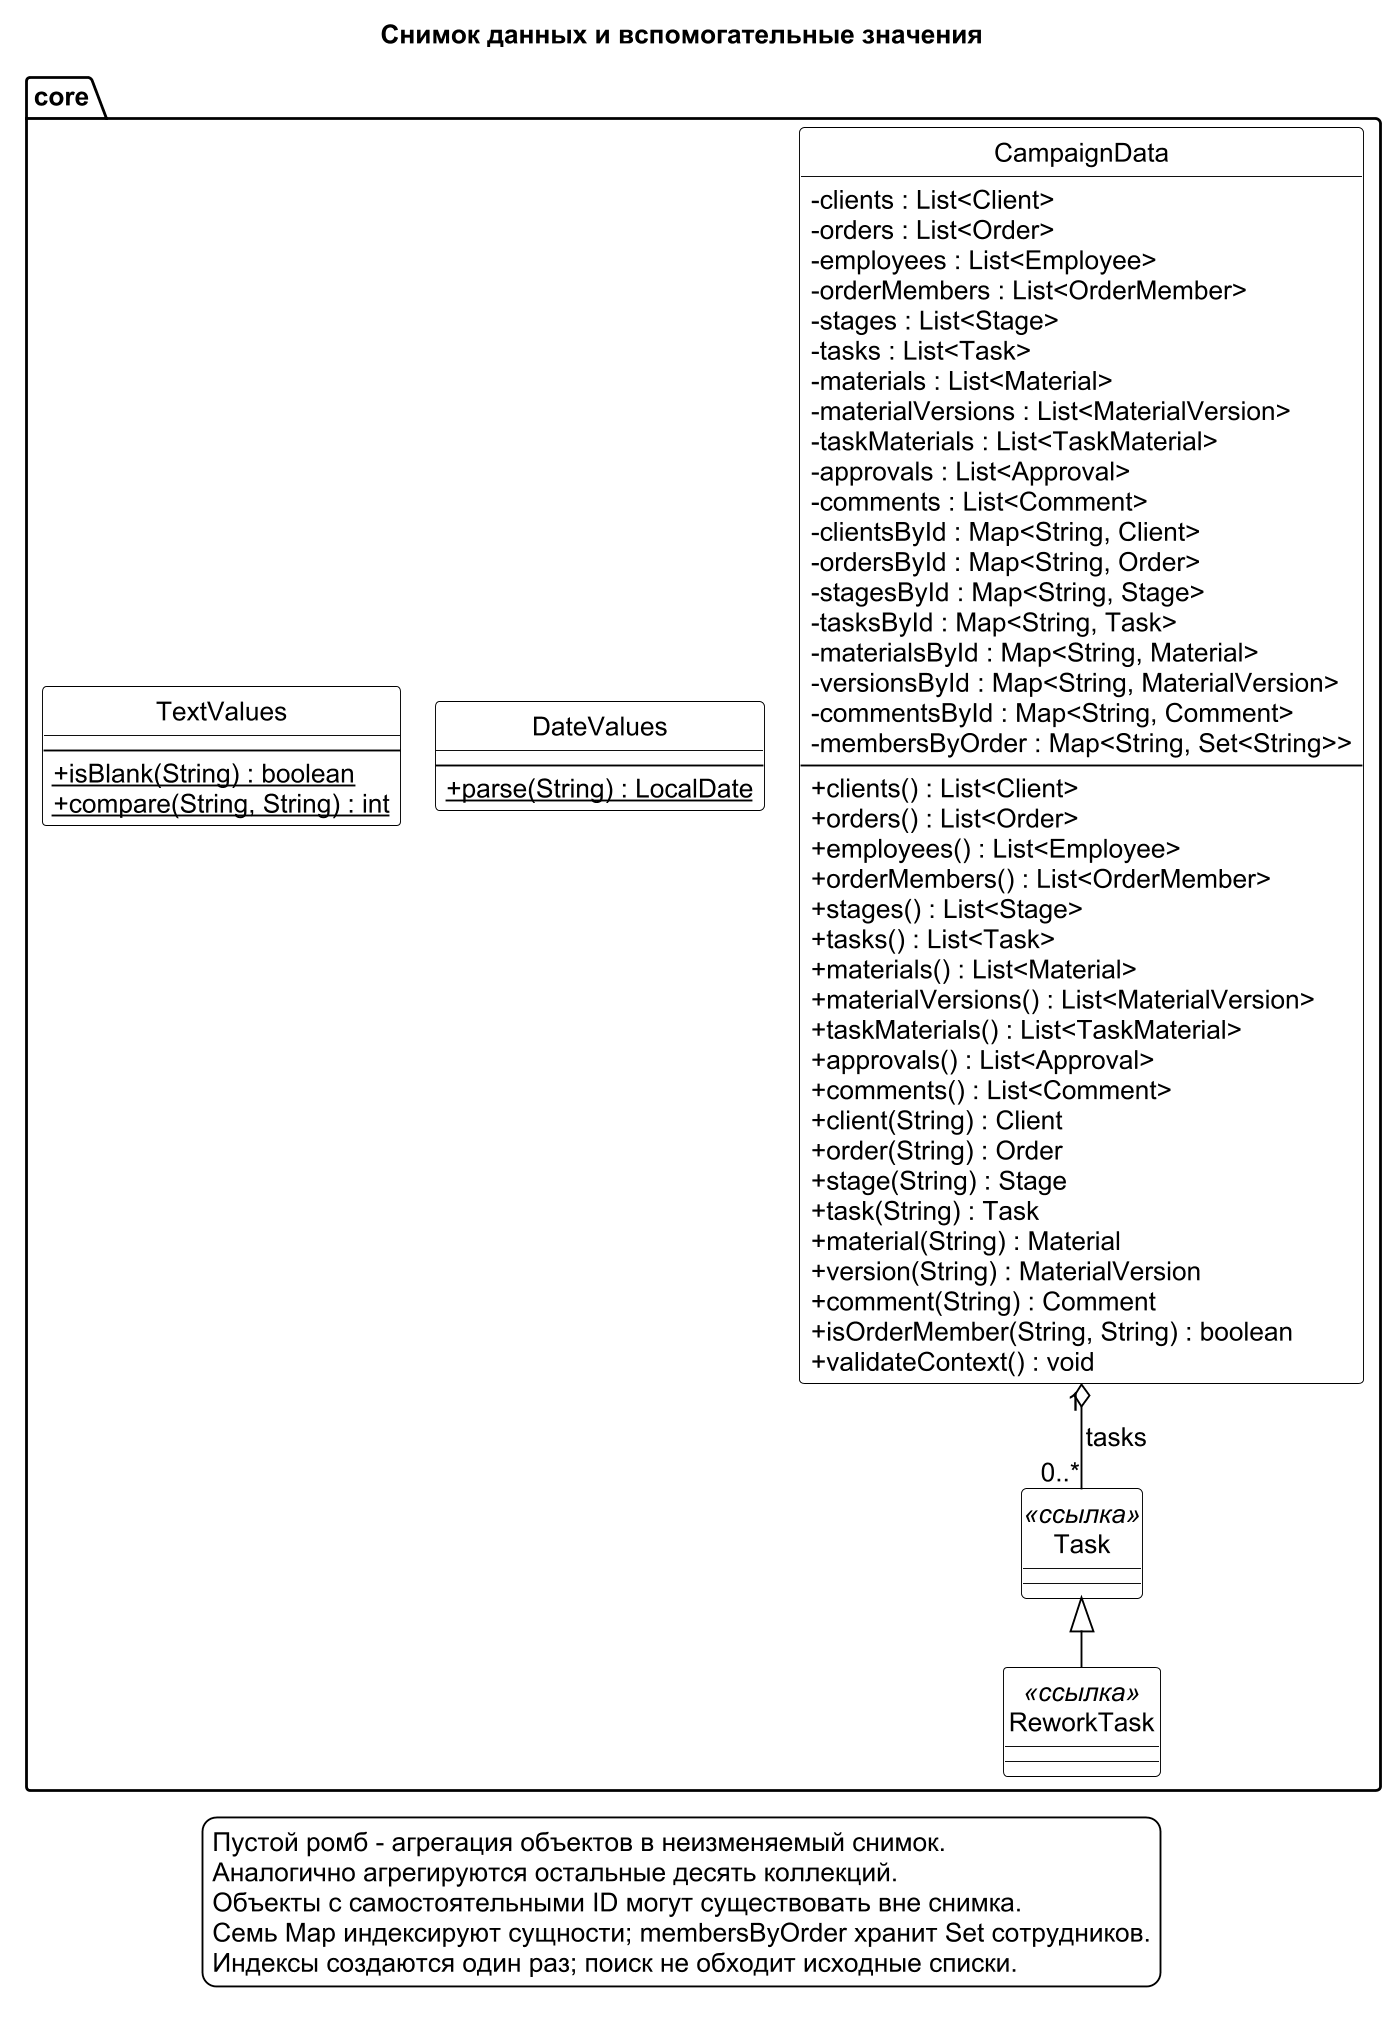 Снимок данных и вспомогательные значения
core
CampaignData
-clients : List<Client>
-orders : List<Order>
-employees : List<Employee>
-orderMembers : List<OrderMember>
-stages : List<Stage>
-tasks : List<Task>
-materials : List<Material>
-materialVersions : List<MaterialVersion>
-taskMaterials : List<TaskMaterial>
-approvals : List<Approval>
-comments : List<Comment>
-clientsById : Map<String, Client>
-ordersById : Map<String, Order>
-stagesById : Map<String, Stage>
-tasksById : Map<String, Task>
-materialsById : Map<String, Material>
-versionsById : Map<String, MaterialVersion>
-commentsById : Map<String, Comment>
-membersByOrder : Map<String, Set<String>>
+clients() : List<Client>
+orders() : List<Order>
+employees() : List<Employee>
+orderMembers() : List<OrderMember>
+stages() : List<Stage>
+tasks() : List<Task>
+materials() : List<Material>
+materialVersions() : List<MaterialVersion>
+taskMaterials() : List<TaskMaterial>
+approvals() : List<Approval>
+comments() : List<Comment>
+client(String) : Client
+order(String) : Order
+stage(String) : Stage
+task(String) : Task
+material(String) : Material
+version(String) : MaterialVersion
+comment(String) : Comment
+isOrderMember(String, String) : boolean
+validateContext() : void
TextValues
+isBlank(String) : boolean
+compare(String, String) : int
DateValues
+parse(String) : LocalDate
1
tasks
0..*
«ссылка»
Task
«ссылка»
ReworkTask
Пустой ромб - агрегация объектов в неизменяемый снимок.
Аналогично агрегируются остальные десять коллекций.
Объекты с самостоятельными ID могут существовать вне снимка.
Семь Map индексируют сущности; membersByOrder хранит Set сотрудников.
Индексы создаются один раз; поиск не обходит исходные списки.